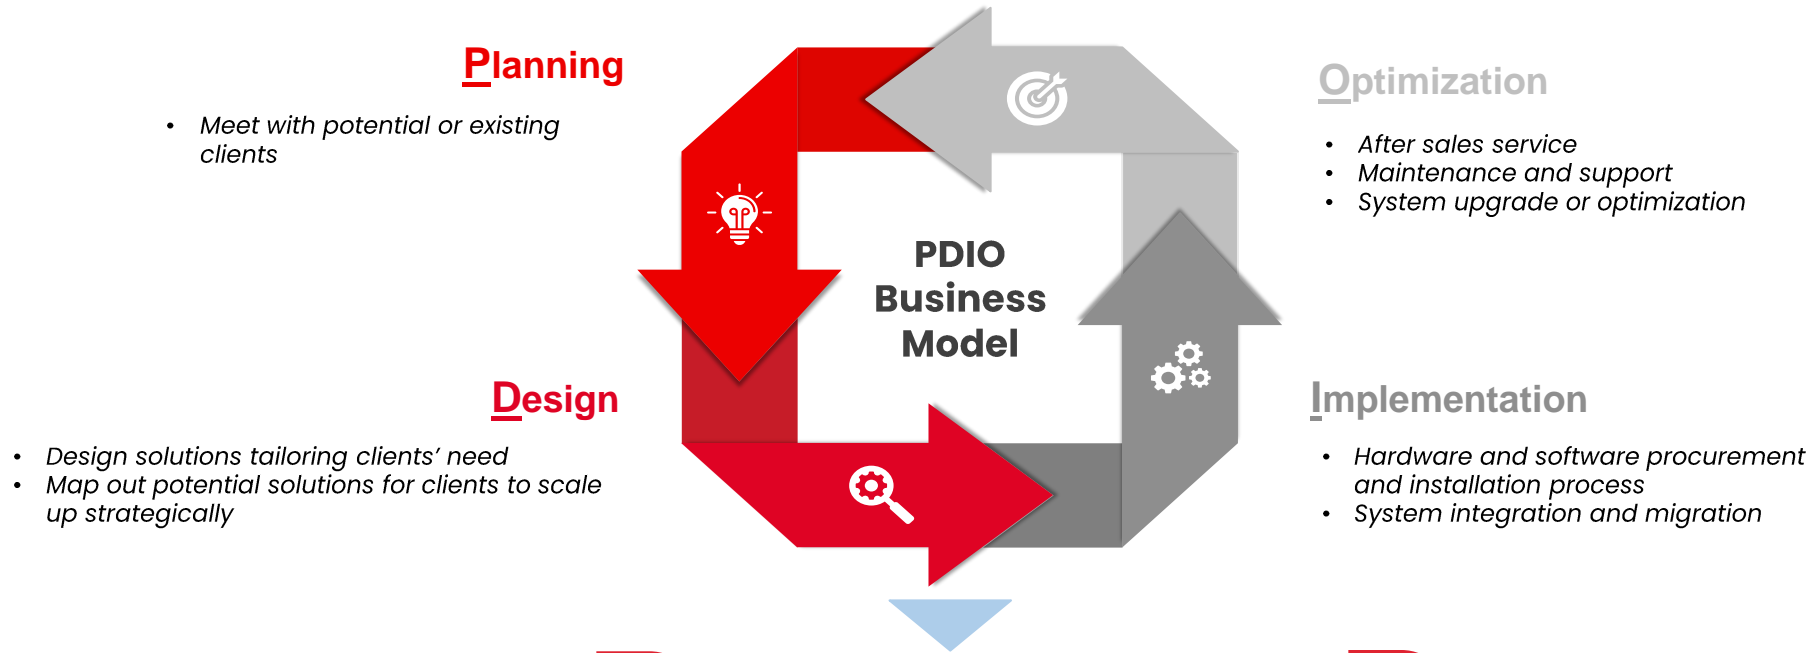 Planning
• Meet with potential or existing
clients
Optimization
• After sales service
• Maintenance and support
• System upgrade or optimization
PDIO
Business
Model
Design
• Design solutions tailoring clients’ need
• Map out potential solutions for clients to scale
up strategically
Implementation
• Hardware and software procurement
and installation process
• System integration and migration